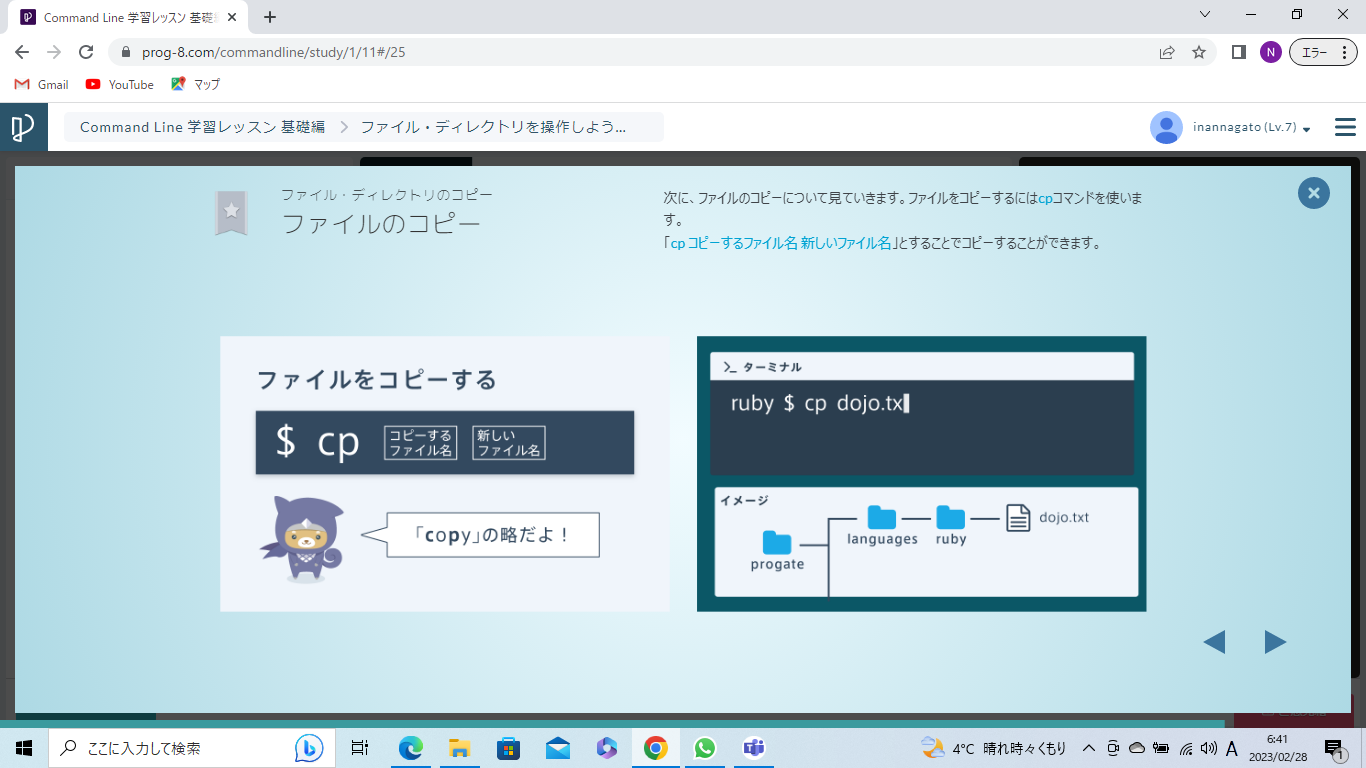 Command Line 学習レッスン 基礎編
prog-8.com/commandline/study/1/11#/25
N
エラー
Gmail
YouTube
マップ
Command Line 学習レッスン 基礎編
ファイル・ディレクトリを操作しよう...
inannagato (Lv.7)
ファイル・ディレクトリのコピー
ファイルのコピー
次に、ファイルのコピーについて見ていきます。ファイルをコピーするにはcpコマンドを使いま
す。
「cp コピーするファイル名 新しいファイル名」とすることでコピーすることができます。
ファイルをコピーする
$ cp
コピーする
ファイル名
新しい
ファイル名
「copy」の略だよ！
>_ ターミナル
ruby $ cp dojo.tx
イメージ
progate
languages
ruby
dojo.txt
ここに入力して検索
4°C 晴れ時々くもり
A
6:41
2023/02/28
1